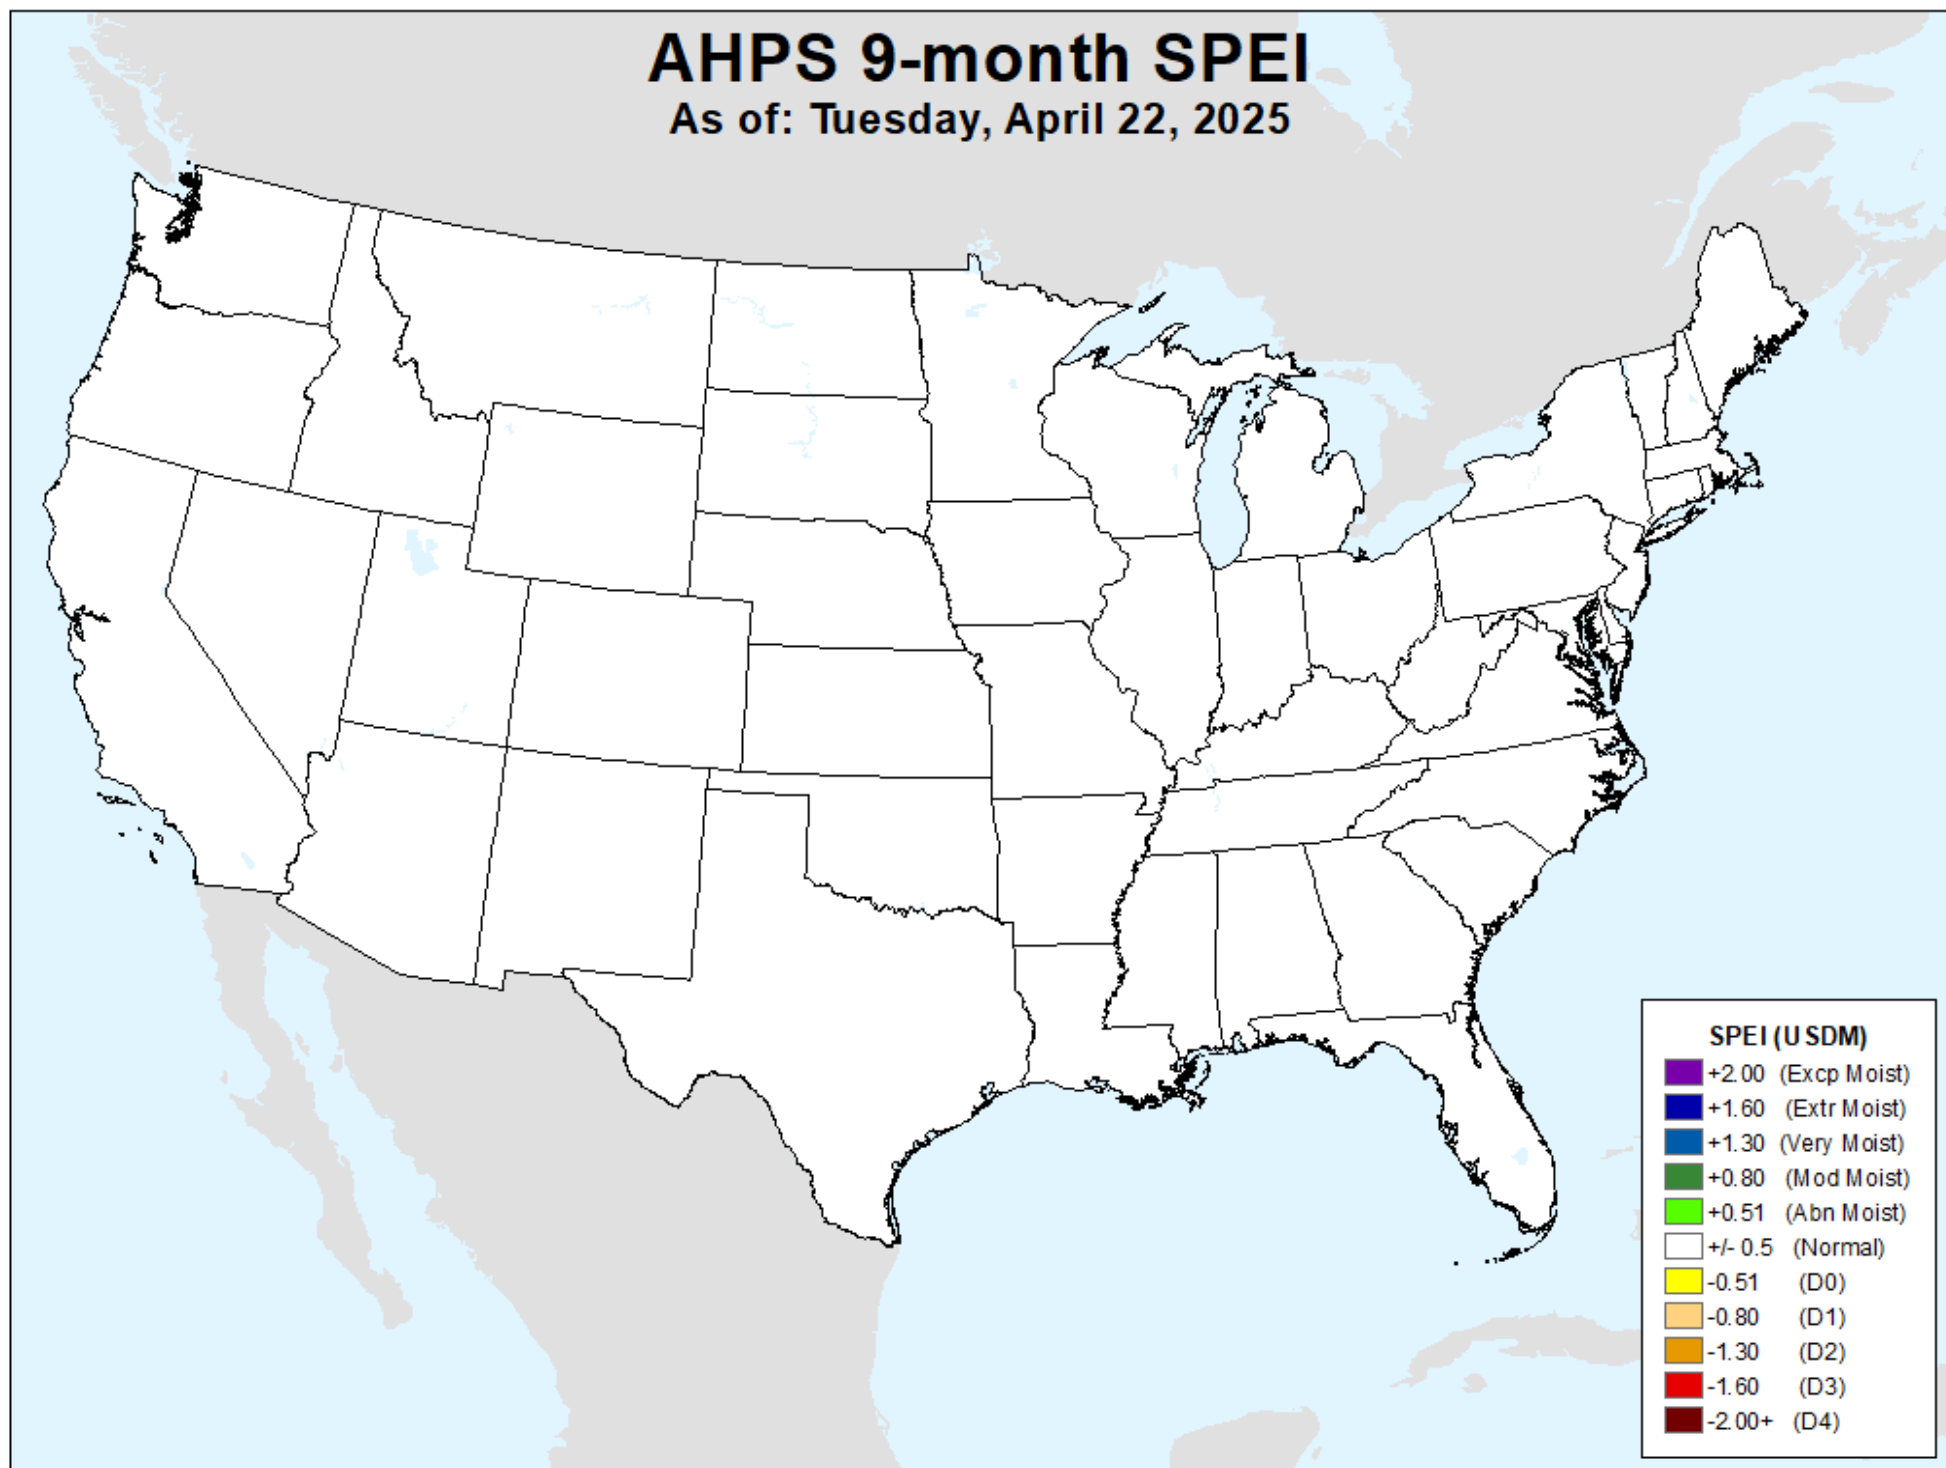 AHPS 9-month SPEI
As of: Tuesday, April 22, 2025
SPEI (USDM)
+2.00 (Excp Moist)
+1.60 (Extr Moist)
+1.30 (Very Moist)
+0.80 (Mod Moist)
+0.51 (Abn Moist)
+/- 0.5 (Normal)
-0.51 (D0)
-0.80 (D1)
-1.30 (D2)
-1.60 (D3)
-2.00+ (D4)